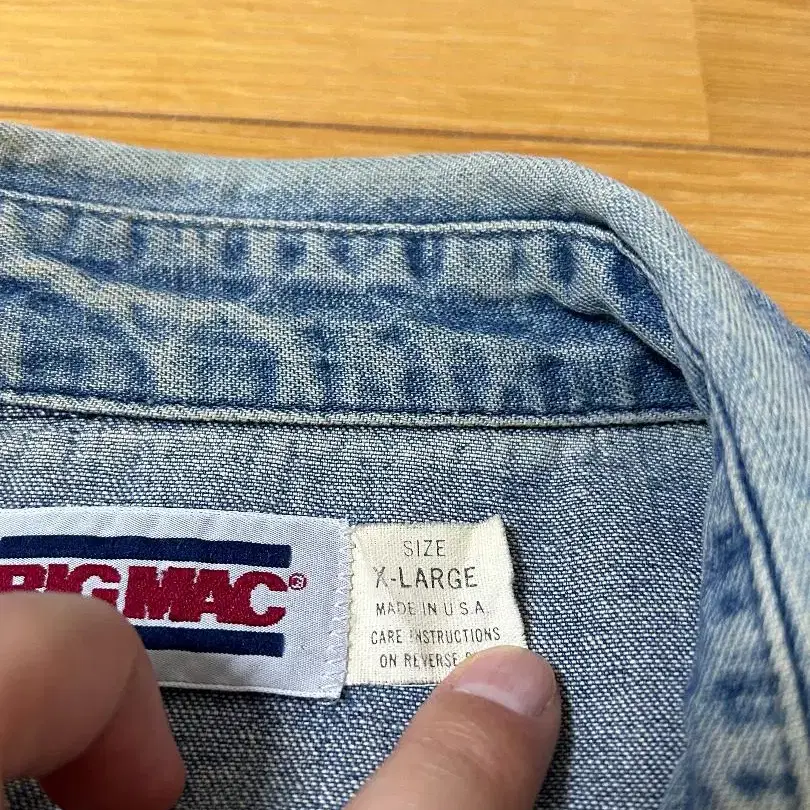 BIG MAC®
SIZE
X-LARGE
MADE IN U.S.A.
CARE INSTRUCTIONS
ON REVERSE